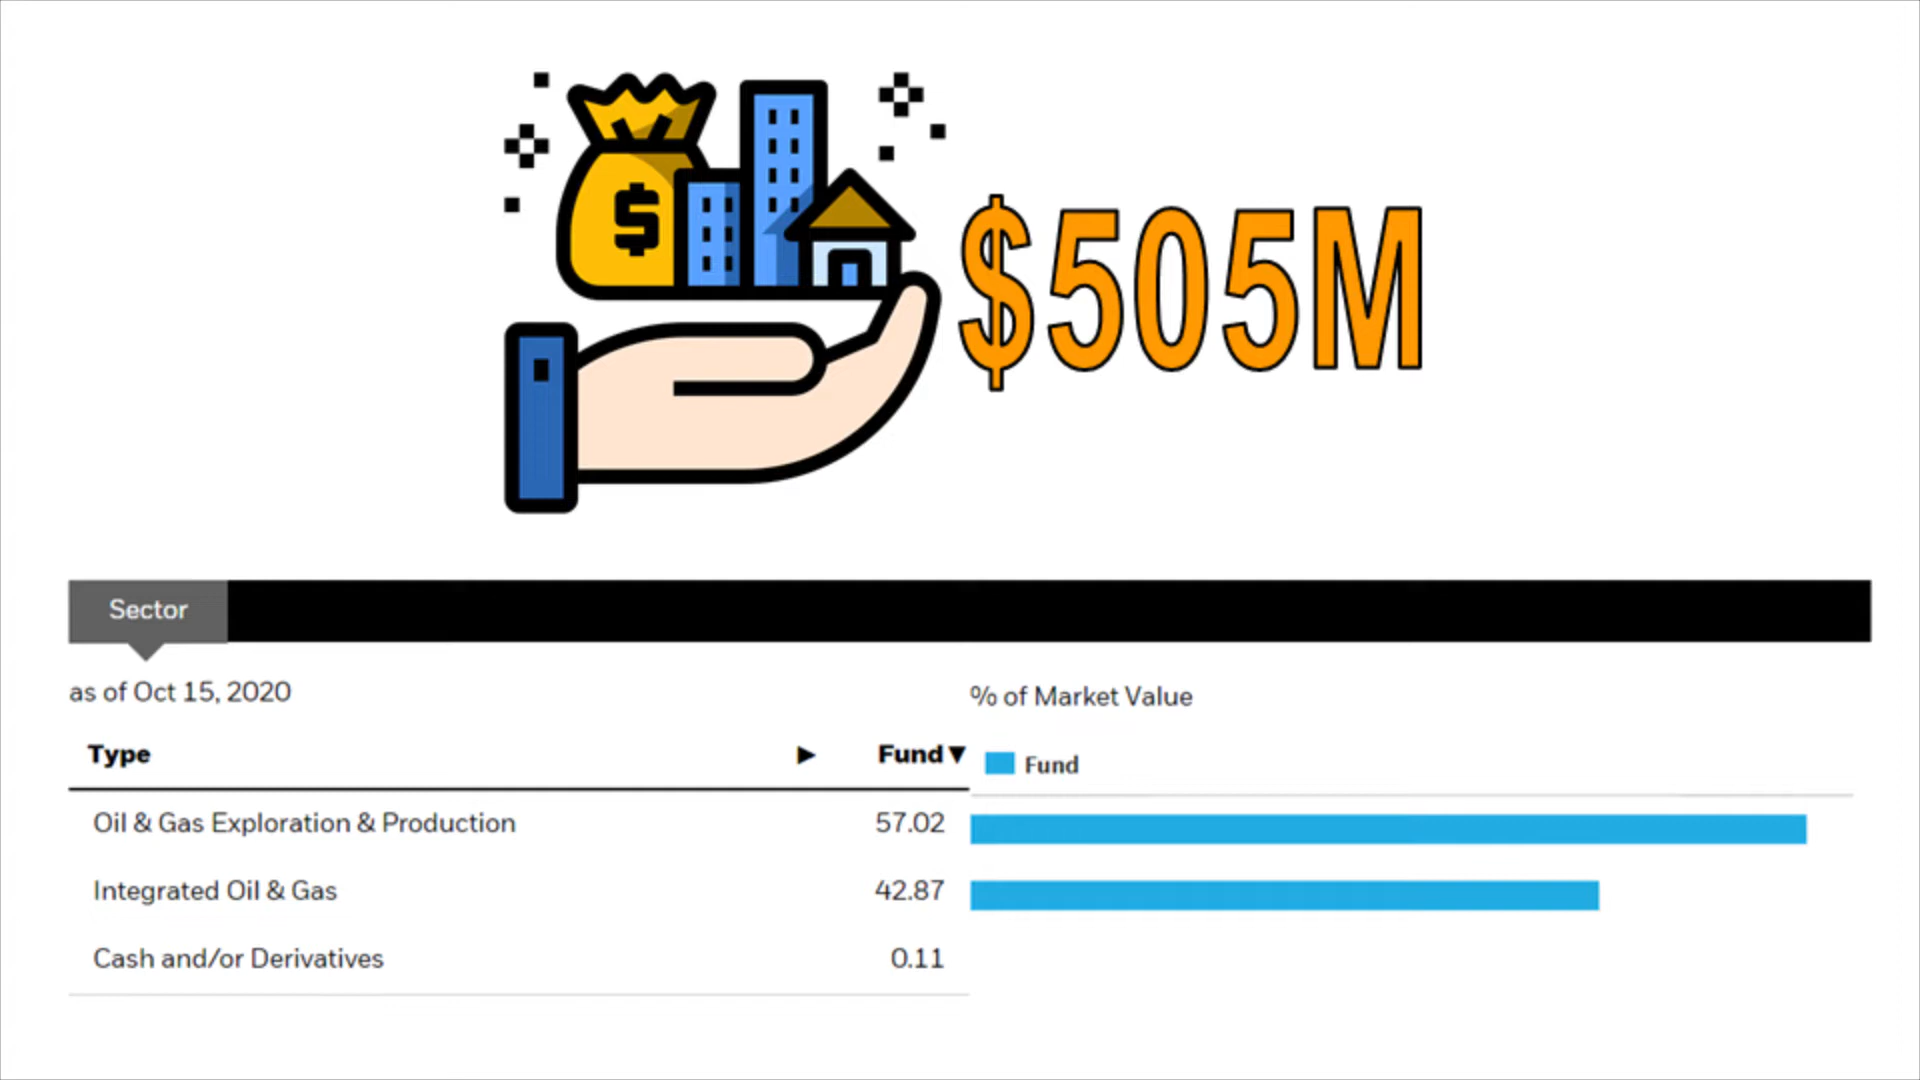 $
$505M
Sector
as of Oct 15, 2020
% of Market Value
Type ▶ Fund▼
Fund
Oil & Gas Exploration & Production 57.02
Integrated Oil & Gas 42.87
Cash and/or Derivatives 0.11